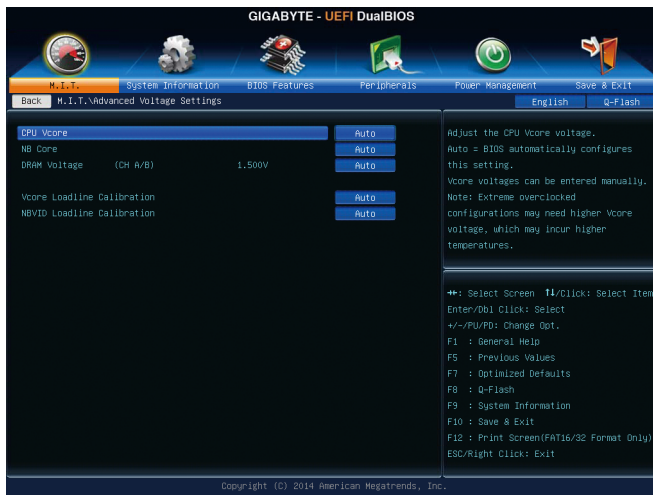 GIGABYTE - UEFI DualBIOS
M.I.T. System Information BIOS Features Peripherals Power Management Save & Exit
Back M.I.T.\Advanced Voltage Settings English Q-Flash
CPU Vcore Auto
NB Core Auto
DRAM Voltage (CH A/B) 1.500V Auto
Vcore Loadline Calibration Auto
NBVID Loadline Calibration Auto
Adjust the CPU Vcore voltage.
Auto = BIOS automatically configures
this setting.
Vcore voltages can be entered manually.
Note: Extreme overclocked
configurations may need higher Vcore
voltage, which may incur higher
temperatures.
→←: Select Screen ↑↓/Click: Select Item
Enter/Dbl Click: Select
+/-/PU/PD: Change Opt.
F1 : General Help
F5 : Previous Values
F7 : Optimized Defaults
F8 : Q-Flash
F9 : System Information
F10 : Save & Exit
F12 : Print Screen(FAT16/32 Format Only)
ESC/Right Click: Exit
Copyright (C) 2014 American Megatrends, Inc.